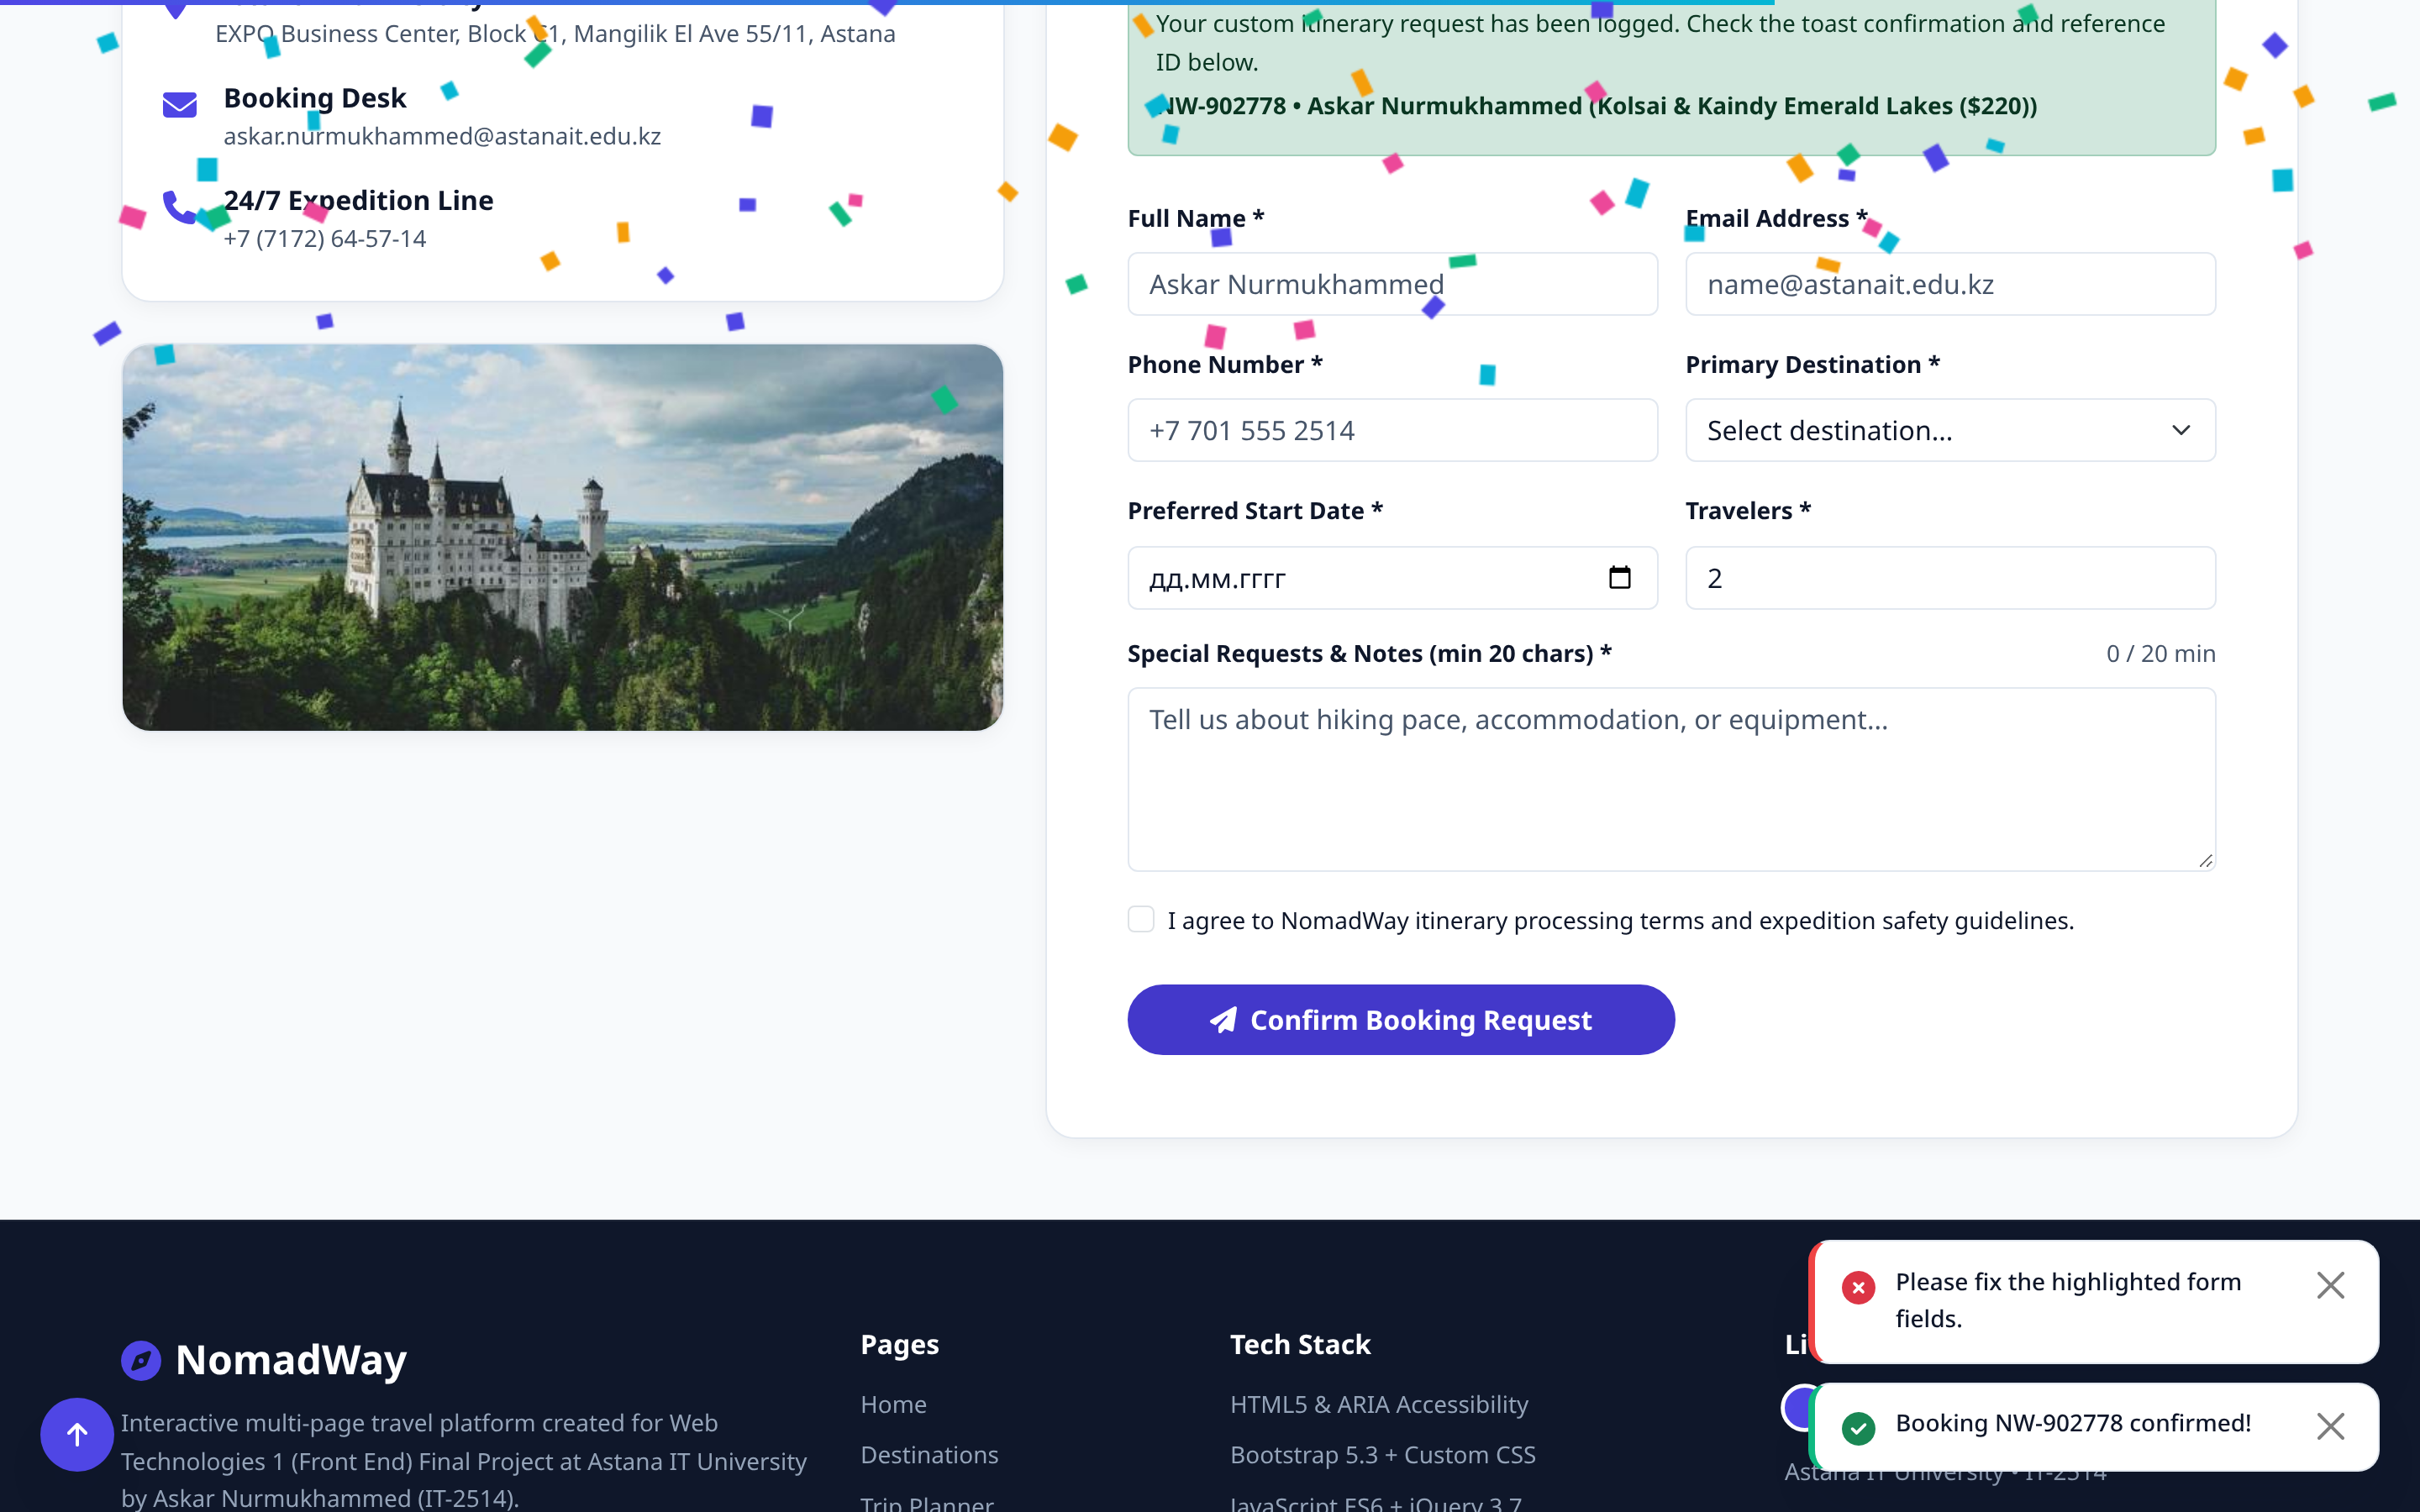 EXPO Business Center, Block C1, Mangilik El Ave 55/11, Astana
Booking Desk
askar.nurmukhammed@astanait.edu.kz
24/7 Expedition Line
+7 (7172) 64-57-14
Your custom itinerary request has been logged. Check the toast confirmation and reference
ID below.
NW-902778 • Askar Nurmukhammed (Kolsai & Kaindy Emerald Lakes ($220))
Full Name *
Email Address *
Askar Nurmukhammed
name@astanait.edu.kz
Phone Number *
Primary Destination *
+7 701 555 2514
Select destination...
Preferred Start Date *
Travelers *
дд.мм.гггг
2
Special Requests & Notes (min 20 chars) *
0 / 20 min
Tell us about hiking pace, accommodation, or equipment...
I agree to NomadWay itinerary processing terms and expedition safety guidelines.
Confirm Booking Request
NomadWay
Interactive multi-page travel platform created for Web
Technologies 1 (Front End) Final Project at Astana IT University
by Askar Nurmukhammed (IT-2514).
Pages
Home
Destinations
Trip Planner
Tech Stack
HTML5 & ARIA Accessibility
Bootstrap 5.3 + Custom CSS
JavaScript ES6 + jQuery 3.7
Li
Astana IT University • IT-2514
Please fix the highlighted form
fields.
Booking NW-902778 confirmed!